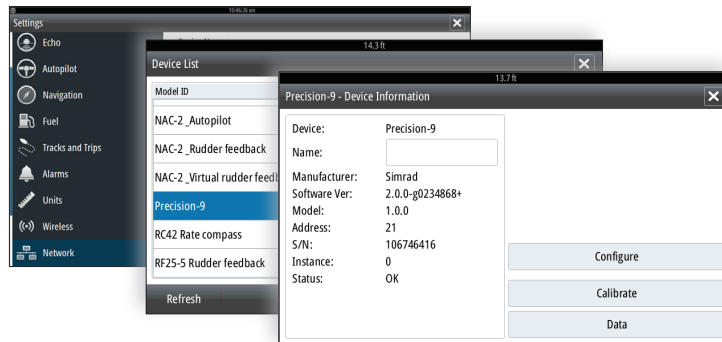 10:46:26 am
Settings
Echo
Autopilot
Navigation
Fuel
Tracks and Trips
Alarms
Units
Wireless
Network
14.3 ft
Device List
Model ID
NAC-2 _Autopilot
NAC-2 _Rudder feedback
NAC-2 _Virtual rudder feedb
Precision-9
RC42 Rate compass
RF25-5 Rudder feedback
Refresh
13.7 ft
Precision-9 - Device Information
Device: Precision-9
Name:
Manufacturer: Simrad
Software Ver: 2.0.0-g0234868+
Model: 1.0.0
Address: 21
S/N: 106746416
Instance: 0
Status: OK
Configure
Calibrate
Data